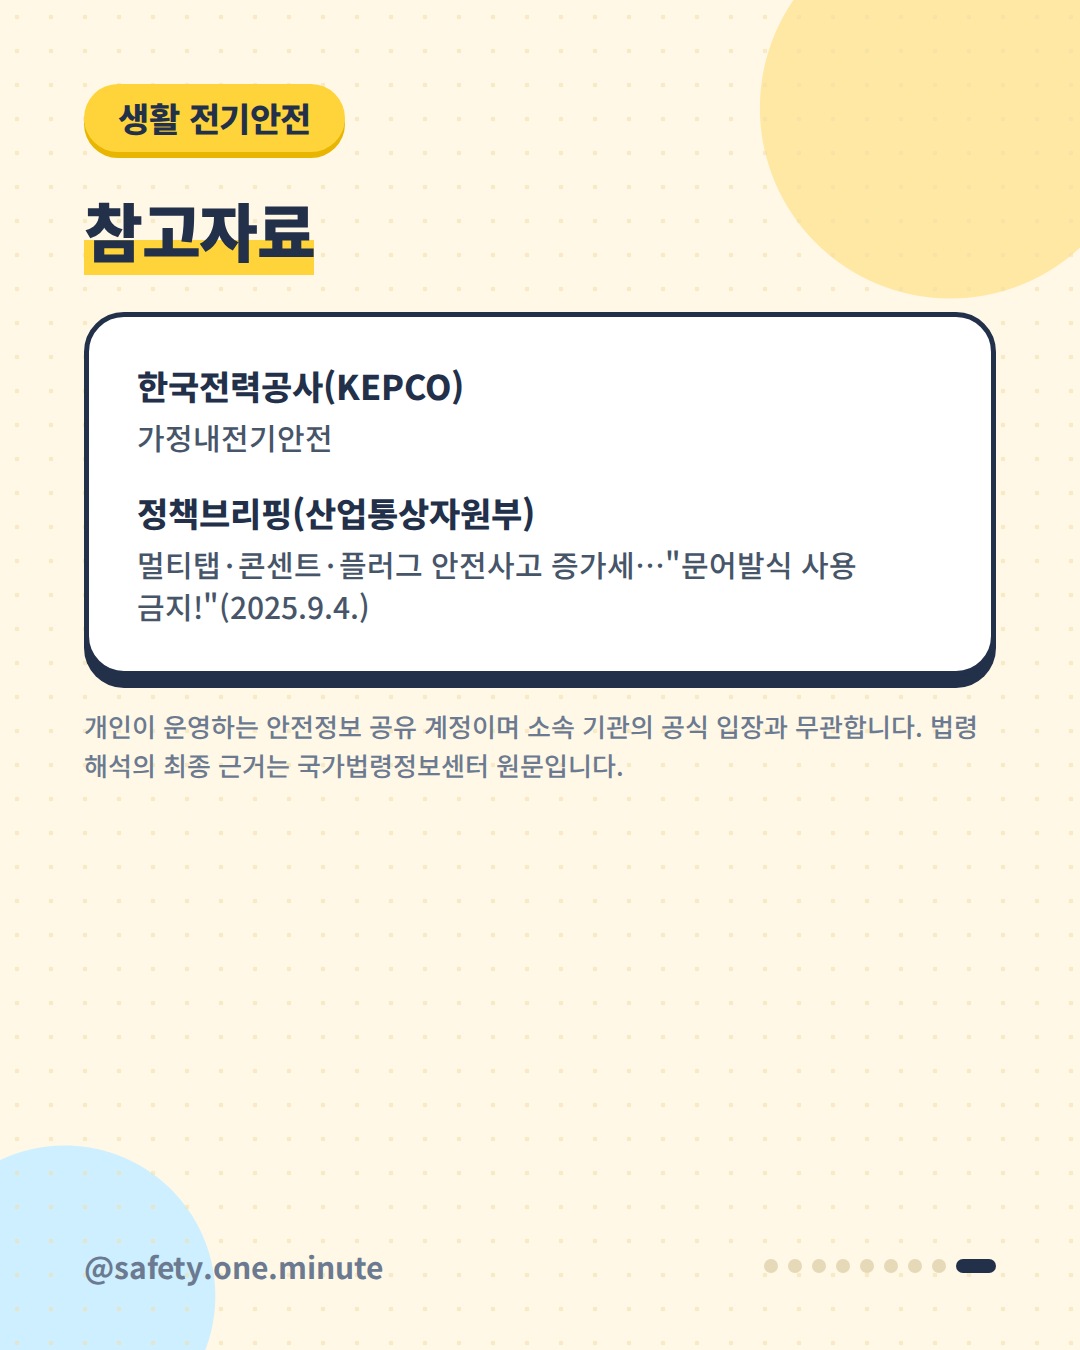 생활 전기안전
참고자료
한국전력공사(KEPCO)
가정내전기안전
정책브리핑(산업통상자원부)
멀티탭·콘센트·플러그 안전사고 증가세…"문어발식 사용
금지!"(2025.9.4.)
개인이 운영하는 안전정보 공유 계정이며 소속 기관의 공식 입장과 무관합니다. 법령
해석의 최종 근거는 국가법령정보센터 원문입니다.
@safety.one.minute